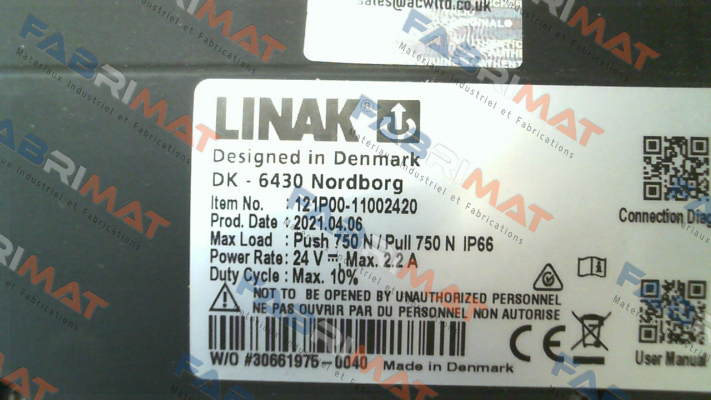 sales@acwltd.co.uk
LINAK®
Designed in Denmark
DK - 6430 Nordborg
Item No. : 121P00-11002420
Prod. Date : 2021.04.06
Max Load : Push 750 N / Pull 750 N IP66
Power Rate : 24 V Max. 2.2 A
Duty Cycle : Max. 10%
NOT TO BE OPENED BY UNAUTHORIZED PERSONNEL
NE PAS OUVRIR PAR DU PERSONNEL NON AUTORISE
W/O #30661975-0040 Made in Denmark
CE
Connection Diag
User Manual
FABRIMAT
Materiaux Industriel et Fabrications